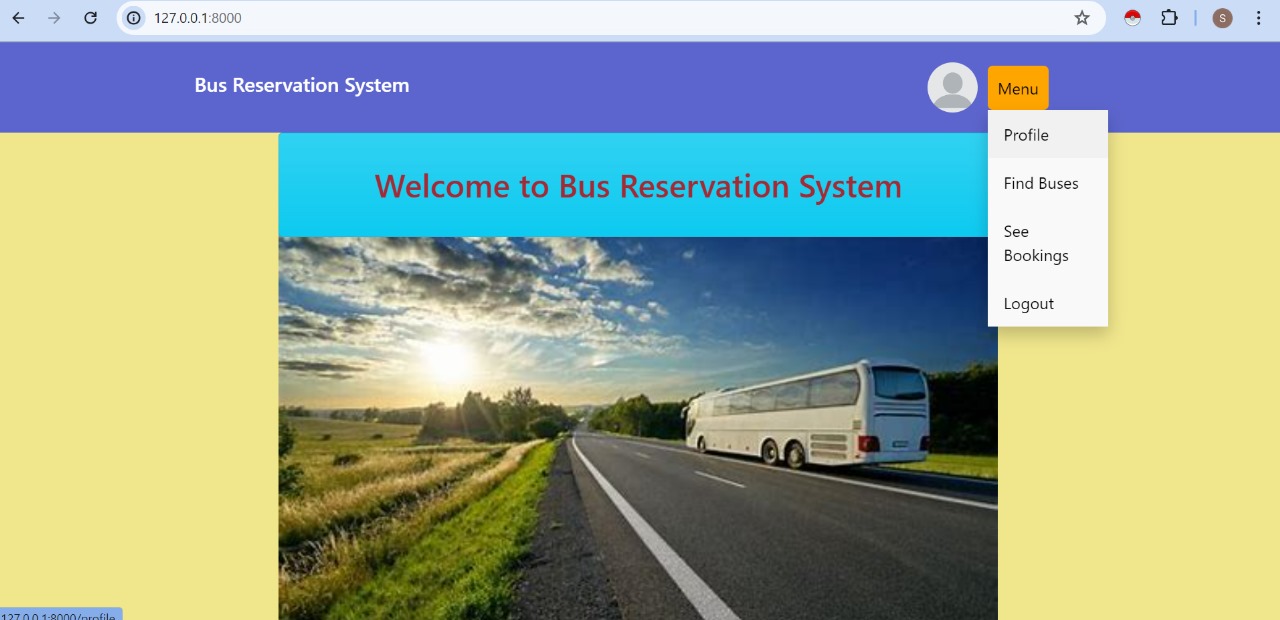 127.0.0.1:8000
S
Bus Reservation System
Menu
Profile
Welcome to Bus Reservation System
Find Buses
See
Bookings
Logout
127.0.0.1:8000/profile